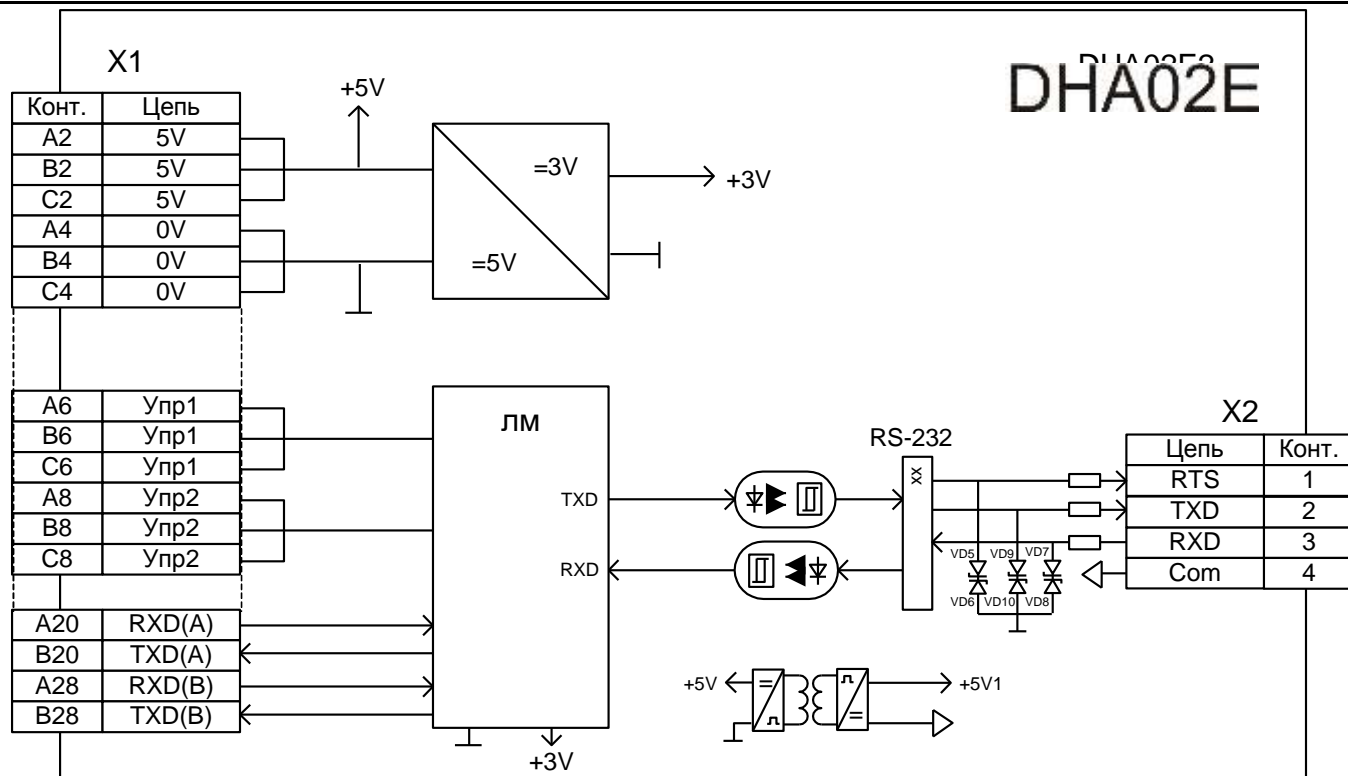 X1
DHA02E
Конт. Цепь
A2 5V
B2 5V
C2 5V
A4 0V
B4 0V
C4 0V
+5V
=3V
=5V
+3V
A6 Упр1
B6 Упр1
C6 Упр1
A8 Упр2
B8 Упр2
C8 Упр2
A20 RXD(A)
B20 TXD(A)
A28 RXD(B)
B28 TXD(B)
ЛМ
TXD
RXD
+3V
RS-232
XX
VD5 VD9 VD7
VD6 VD10 VD8
X2
Цепь Конт.
RTS 1
TXD 2
RXD 3
Com 4
+5V
+5V1